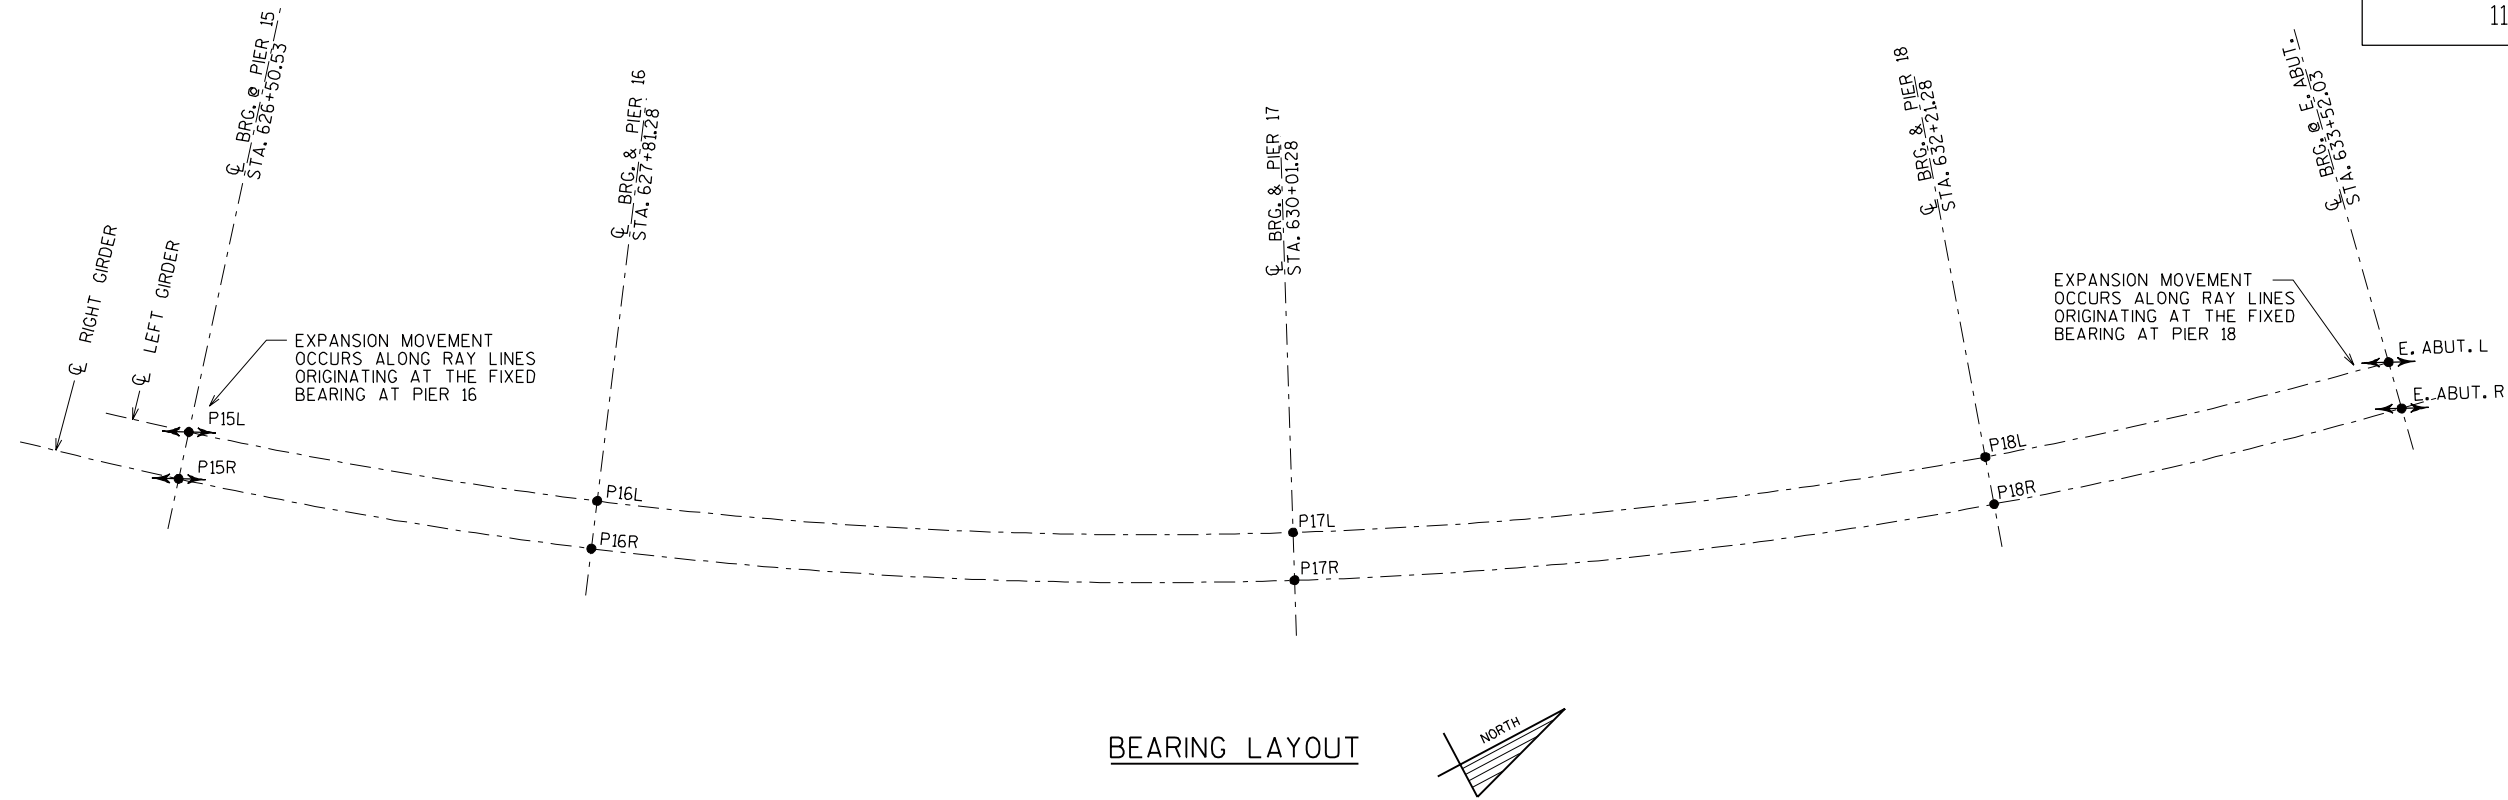 11
℄ BRG. @ PIER 15
STA. 626+50.53
℄ BRG. & PIER 16
STA. 627+81.28
℄ BRG. & PIER 17
STA. 630+01.28
℄ BRG. & PIER 18
STA. 632+21.28
℄ BRG. @ E. ABUT.
STA. 633+52.03
℄ RIGHT GIRDER
℄ LEFT GIRDER
EXPANSION MOVEMENT
OCCURS ALONG RAY LINES
ORIGINATING AT THE FIXED
BEARING AT PIER 16
EXPANSION MOVEMENT
OCCURS ALONG RAY LINES
ORIGINATING AT THE FIXED
BEARING AT PIER 18
P15L
P15R
P16L
P16R
P17L
P17R
P18L
P18R
E. ABUT. L
E. ABUT. R
BEARING LAYOUT
NORTH